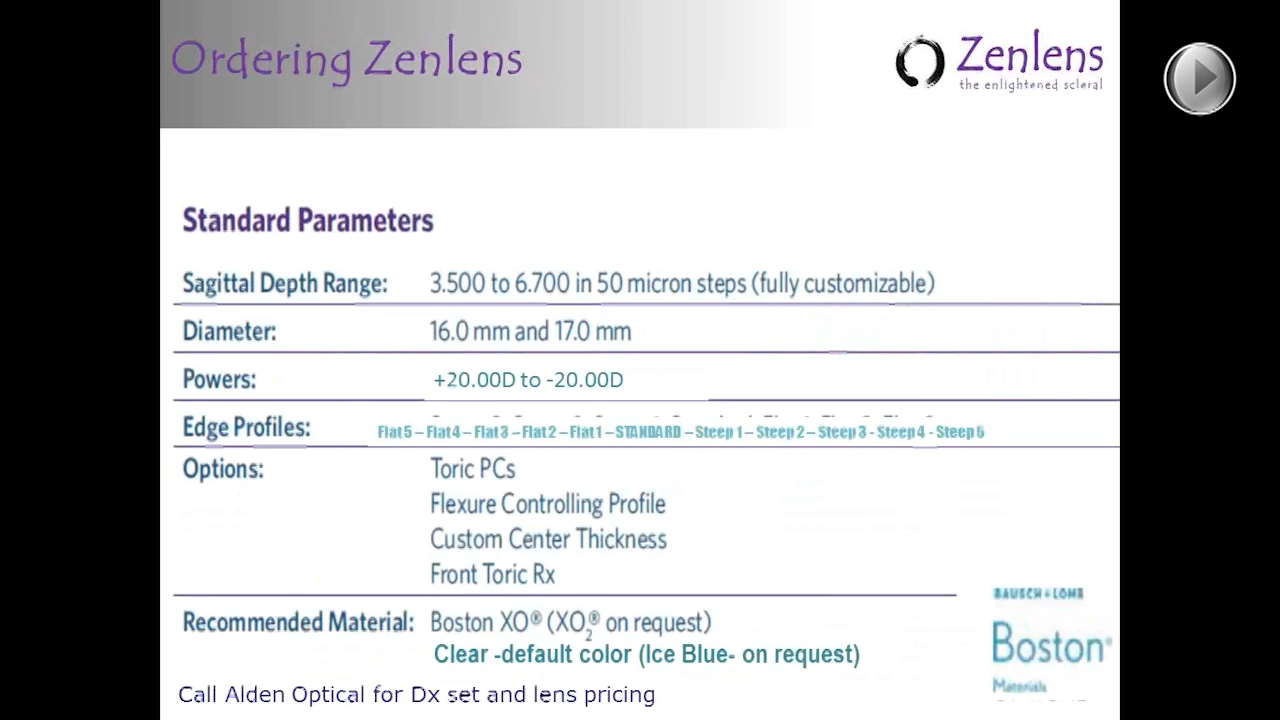 Ordering Zenlens
Zenlens
the enlightened scleral
Standard Parameters
Sagittal Depth Range: 3.500 to 6.700 in 50 micron steps (fully customizable)
Diameter: 16.0 mm and 17.0 mm
Powers: +20.00D to -20.00D
Edge Profiles: Flat 5 – Flat 4 – Flat 3 – Flat 2 – Flat 1 – STANDARD – Steep 1 – Steep 2 – Steep 3 - Steep 4 - Steep
Options: Toric PCs
Flexure Controlling Profile
Custom Center Thickness
Front Toric Rx
Recommended Material: Boston XO® (XO₂® on request)
Clear -default color (Ice Blue- on request)
BAUSCH + LOMB
Boston®
Materials
Call Alden Optical for Dx set and lens pricing